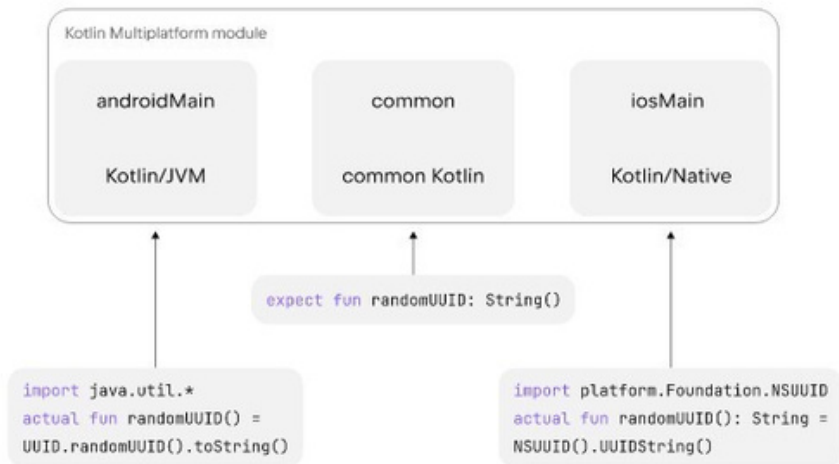 Kotlin Multiplatform module
androidMain
Kotlin/JVM
common
common Kotlin
iosMain
Kotlin/Native
expect fun randomUUID: String()
import java.util.*
actual fun randomUUID() =
UUID.randomUUID().toString()
import platform.Foundation.NSUUID
actual fun randomUUID(): String =
NSUUID().UUIDString()